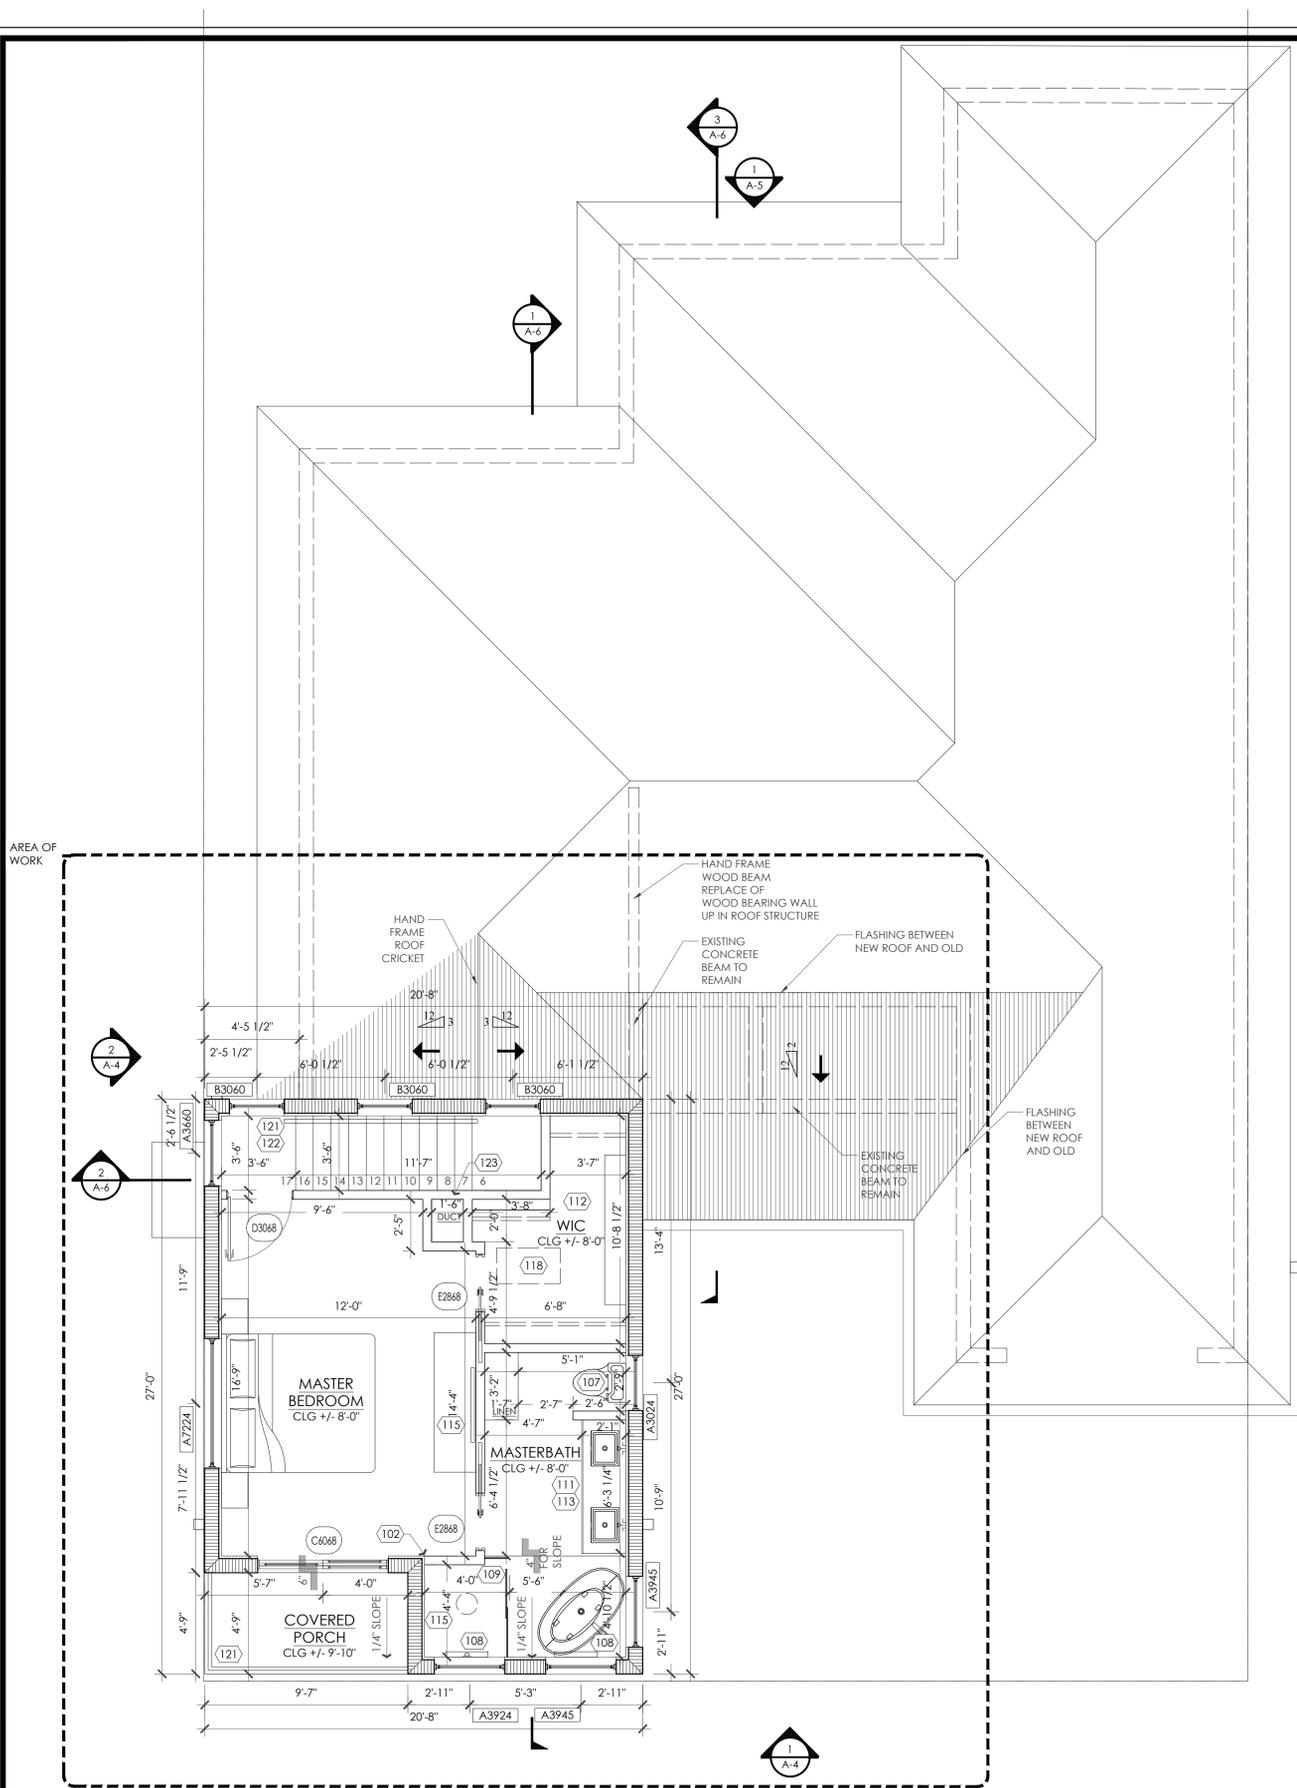 3
A-6
1
A-5
1
A-6
AREA OF
WORK
HAND FRAME
WOOD BEAM
REPLACE OF
WOOD BEARING WALL
UP IN ROOF STRUCTURE
HAND
FRAME
ROOF
CRICKET
EXISTING
CONCRETE
BEAM TO
REMAIN
FLASHING BETWEEN
NEW ROOF AND OLD
20'-8"
4'-5 1/2"
2'-5 1/2"
12
3
3
12
12
2
2
A-4
6'-0 1/2"
6'-0 1/2"
6'-1 1/2"
B3060
B3060
B3060
2'-6 1/2"
A3660
121
122
3'-6"
3'-6"
3'-6"
11'-7"
123
3'-7"
FLASHING
BETWEEN
NEW ROOF
AND OLD
EXISTING
CONCRETE
BEAM TO
REMAIN
2
A-6
17 16 15 14 13 12 11 10 9 8 7 6
9'-6"
1'-6"
DUCT
3'-8"
112
D3068
2'-5"
2'-0"
WIC
CLG +/- 8'-0"
10'-8 1/2"
13'-4"
118
11'-9"
E2868
4'-9 1/2"
12'-0"
6'-8"
27'-0"
16'-9"
MASTER
BEDROOM
CLG +/- 8'-0"
14'-4"
115
5'-1"
3'-2"
107
2'-9"
1'-7"
LINEN
2'-7"
2'-6"
27'-0"
A3024
4'-7"
2'-1"
A7224
MASTERBATH
CLG +/- 8'-0"
111
113
7'-11 1/2"
6'-4 1/2"
6'-3 1/4"
10'-9"
C6068
102
E2868
4"
FOR
SLOPE
5'-7"
6"
4'-0"
4'-0"
109
5'-6"
A3945
4'-9"
4'-9"
COVERED
PORCH
CLG +/- 9'-10"
1/4" SLOPE
4'-4"
115
1/4" SLOPE
4'-10 1/2"
121
108
108
2'-11"
9'-7"
2'-11"
5'-3"
2'-11"
20'-8"
A3924
A3945
1
A-4